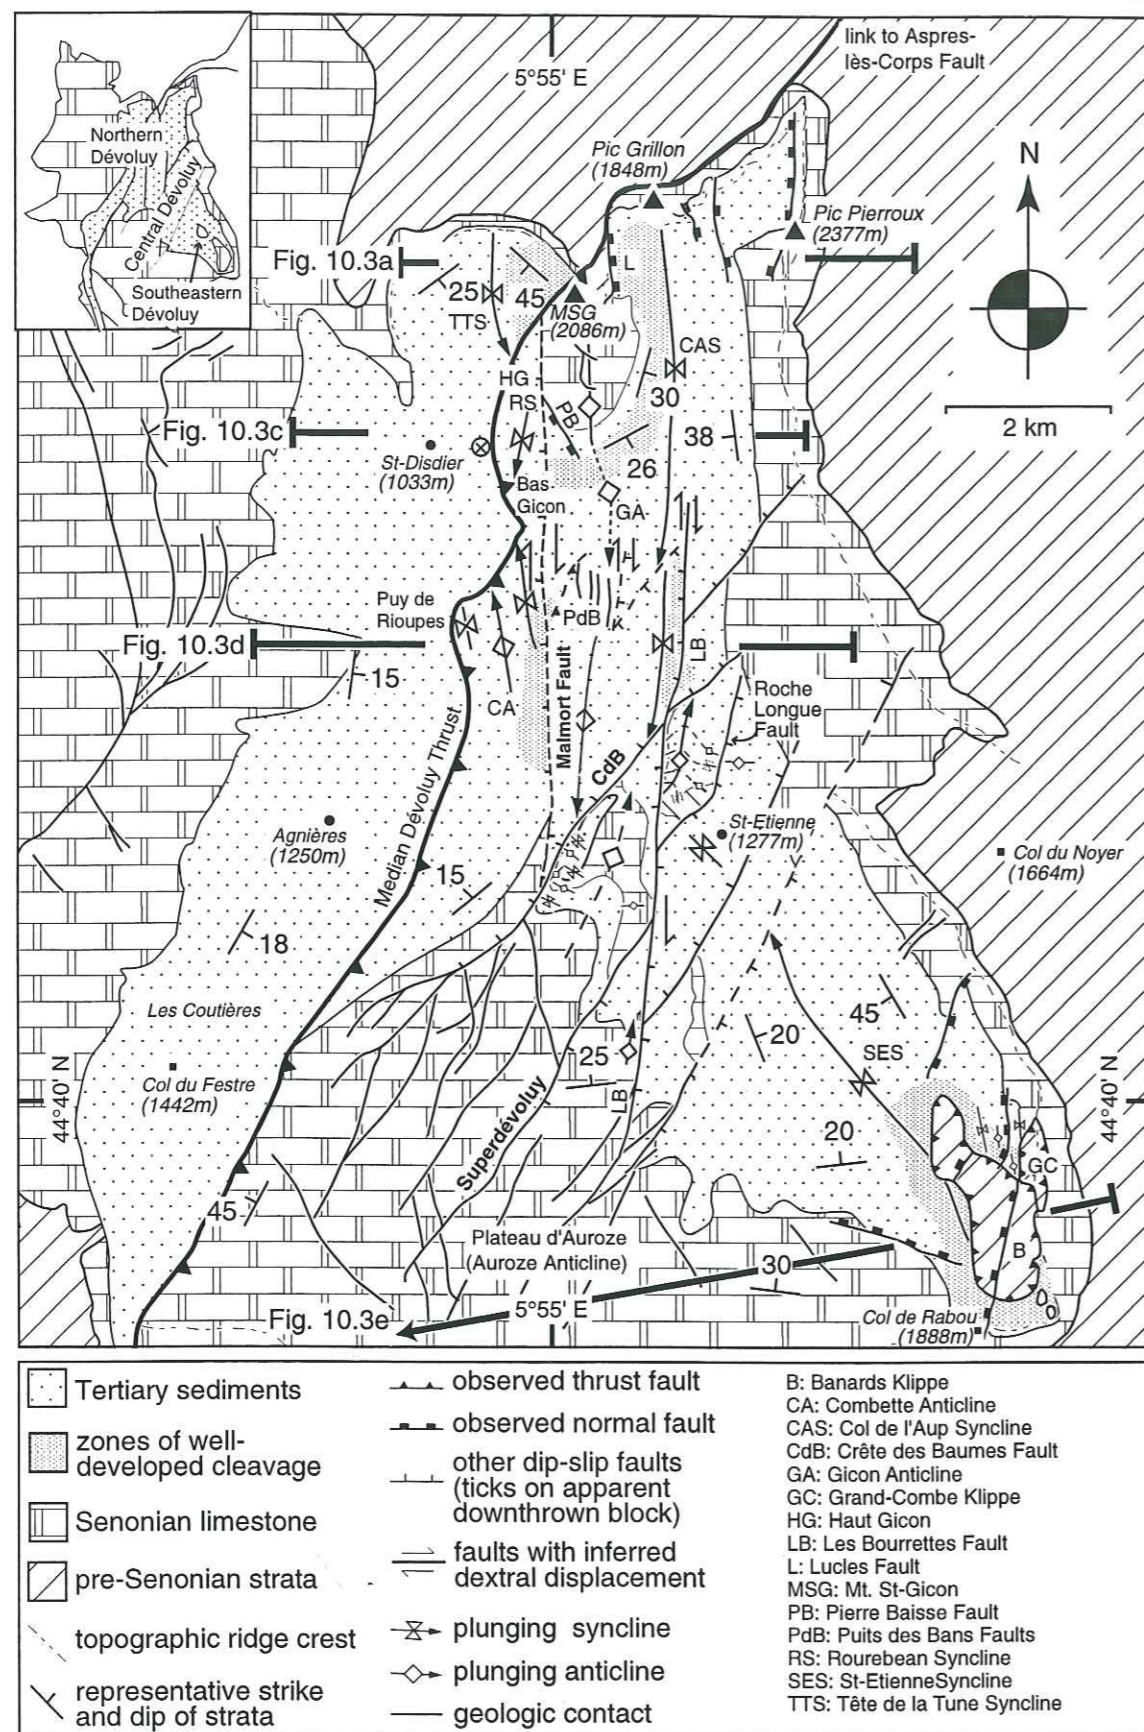 link to Aspres-
lès-Corps Fault
5°55' E
Northern
Dévoluy
Central Dévoluy
Southeastern
Dévoluy
Pic Grillon
(1848m)
N
Pic Pierroux
(2377m)
Fig. 10.3a
L
25
45
MSG
(2086m)
TTS
CAS
HG
RS
PB
30
2 km
Fig. 10.3c
38
St-Disdier
(1033m)
26
Bas
Gicon
GA
Puy de
Rioupes
PdB
Fig. 10.3d
LB
15
Roche
Longue
Fault
CA
Malmort Fault
Median Dévoluy Thrust
CdB
St-Etienne
(1277m)
Agnières
(1250m)
Col du Noyer
(1664m)
15
18
Les Coutières
45
20
SES
44°40' N
Col du Festre
(1442m)
25
LB
44°40' N
Superdévoluy
20
GC
45
Plateau d'Auroze
(Auroze Anticline)
B
30
5°55' E
Fig. 10.3e
Col de Rabou
(1888m)
Tertiary sediments
zones of well-
developed cleavage
Senonian limestone
pre-Senonian strata
topographic ridge crest
representative strike
and dip of strata
observed thrust fault
observed normal fault
other dip-slip faults
(ticks on apparent
downthrown block)
faults with inferred
dextral displacement
plunging syncline
plunging anticline
geologic contact
B: Banards Klippe
CA: Combette Anticline
CAS: Col de l'Aup Syncline
CdB: Crête des Baumes Fault
GA: Gicon Anticline
GC: Grand-Combe Klippe
HG: Haut Gicon
LB: Les Bourrettes Fault
L: Lucles Fault
MSG: Mt. St-Gicon
PB: Pierre Baisse Fault
PdB: Puits des Bans Faults
RS: Rourebean Syncline
SES: St-EtienneSyncline
TTS: Tête de la Tune Syncline